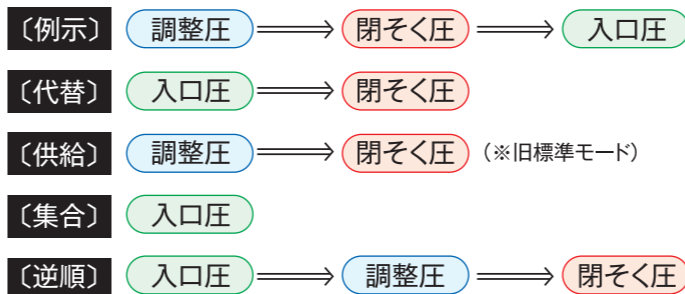 〔例示〕 調整圧 ⟹ 閉そく圧 ⟹ 入口圧
〔代替〕 入口圧 ⟹ 閉そく圧
〔供給〕 調整圧 ⟹ 閉そく圧 (※旧標準モード)
〔集合〕 入口圧
〔逆順〕 入口圧 ⟹ 調整圧 ⟹ 閉そく圧